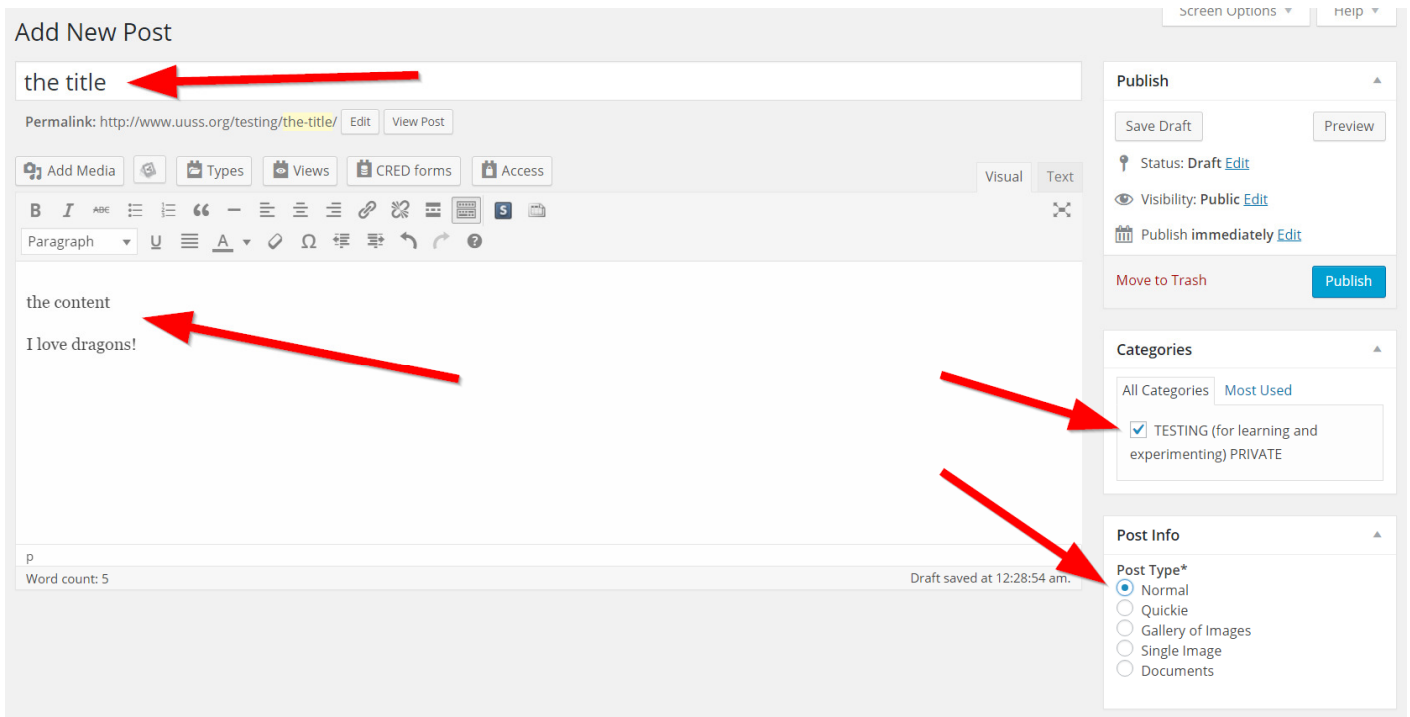 Screen Options Help
Add New Post
the title
Permalink: http://www.uuss.org/testing/the-title/ Edit View Post
Add Media Types Views CRED forms Access
Visual Text
B I ABC
S
Paragraph U A Ω
the content
I love dragons!
p
Word count: 5 Draft saved at 12:28:54 am.
Publish
Save Draft Preview
Status: Draft Edit
Visibility: Public Edit
Publish immediately Edit
Move to Trash Publish
Categories
All Categories Most Used
TESTING (for learning and
experimenting) PRIVATE
Post Info
Post Type*
Normal
Quickie
Gallery of Images
Single Image
Documents